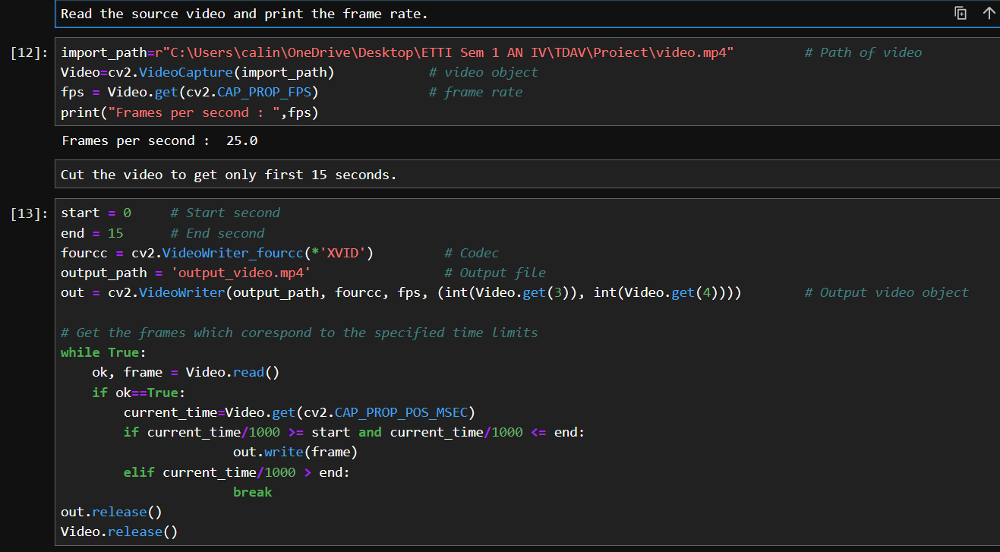 Read the source video and print the frame rate.
[12]: import_path=r"C:\Users\calin\OneDrive\Desktop\ETTI Sem 1 AN IV\TDAV\Proiect\video.mp4" # Path of video
Video=cv2.VideoCapture(import_path) # video object
fps = Video.get(cv2.CAP_PROP_FPS) # frame rate
print("Frames per second : ",fps)
Frames per second :  25.0
Cut the video to get only first 15 seconds.
[13]: start = 0 # Start second
end = 15 # End second
fourcc = cv2.VideoWriter_fourcc(*'XVID') # Codec
output_path = 'output_video.mp4' # Output file
out = cv2.VideoWriter(output_path, fourcc, fps, (int(Video.get(3)), int(Video.get(4)))) # Output video object
# Get the frames which corespond to the specified time limits
while True:
    ok, frame = Video.read()
    if ok==True:
        current_time=Video.get(cv2.CAP_PROP_POS_MSEC)
        if current_time/1000 >= start and current_time/1000 <= end:
                      out.write(frame)
        elif current_time/1000 > end:
                      break
out.release()
Video.release()